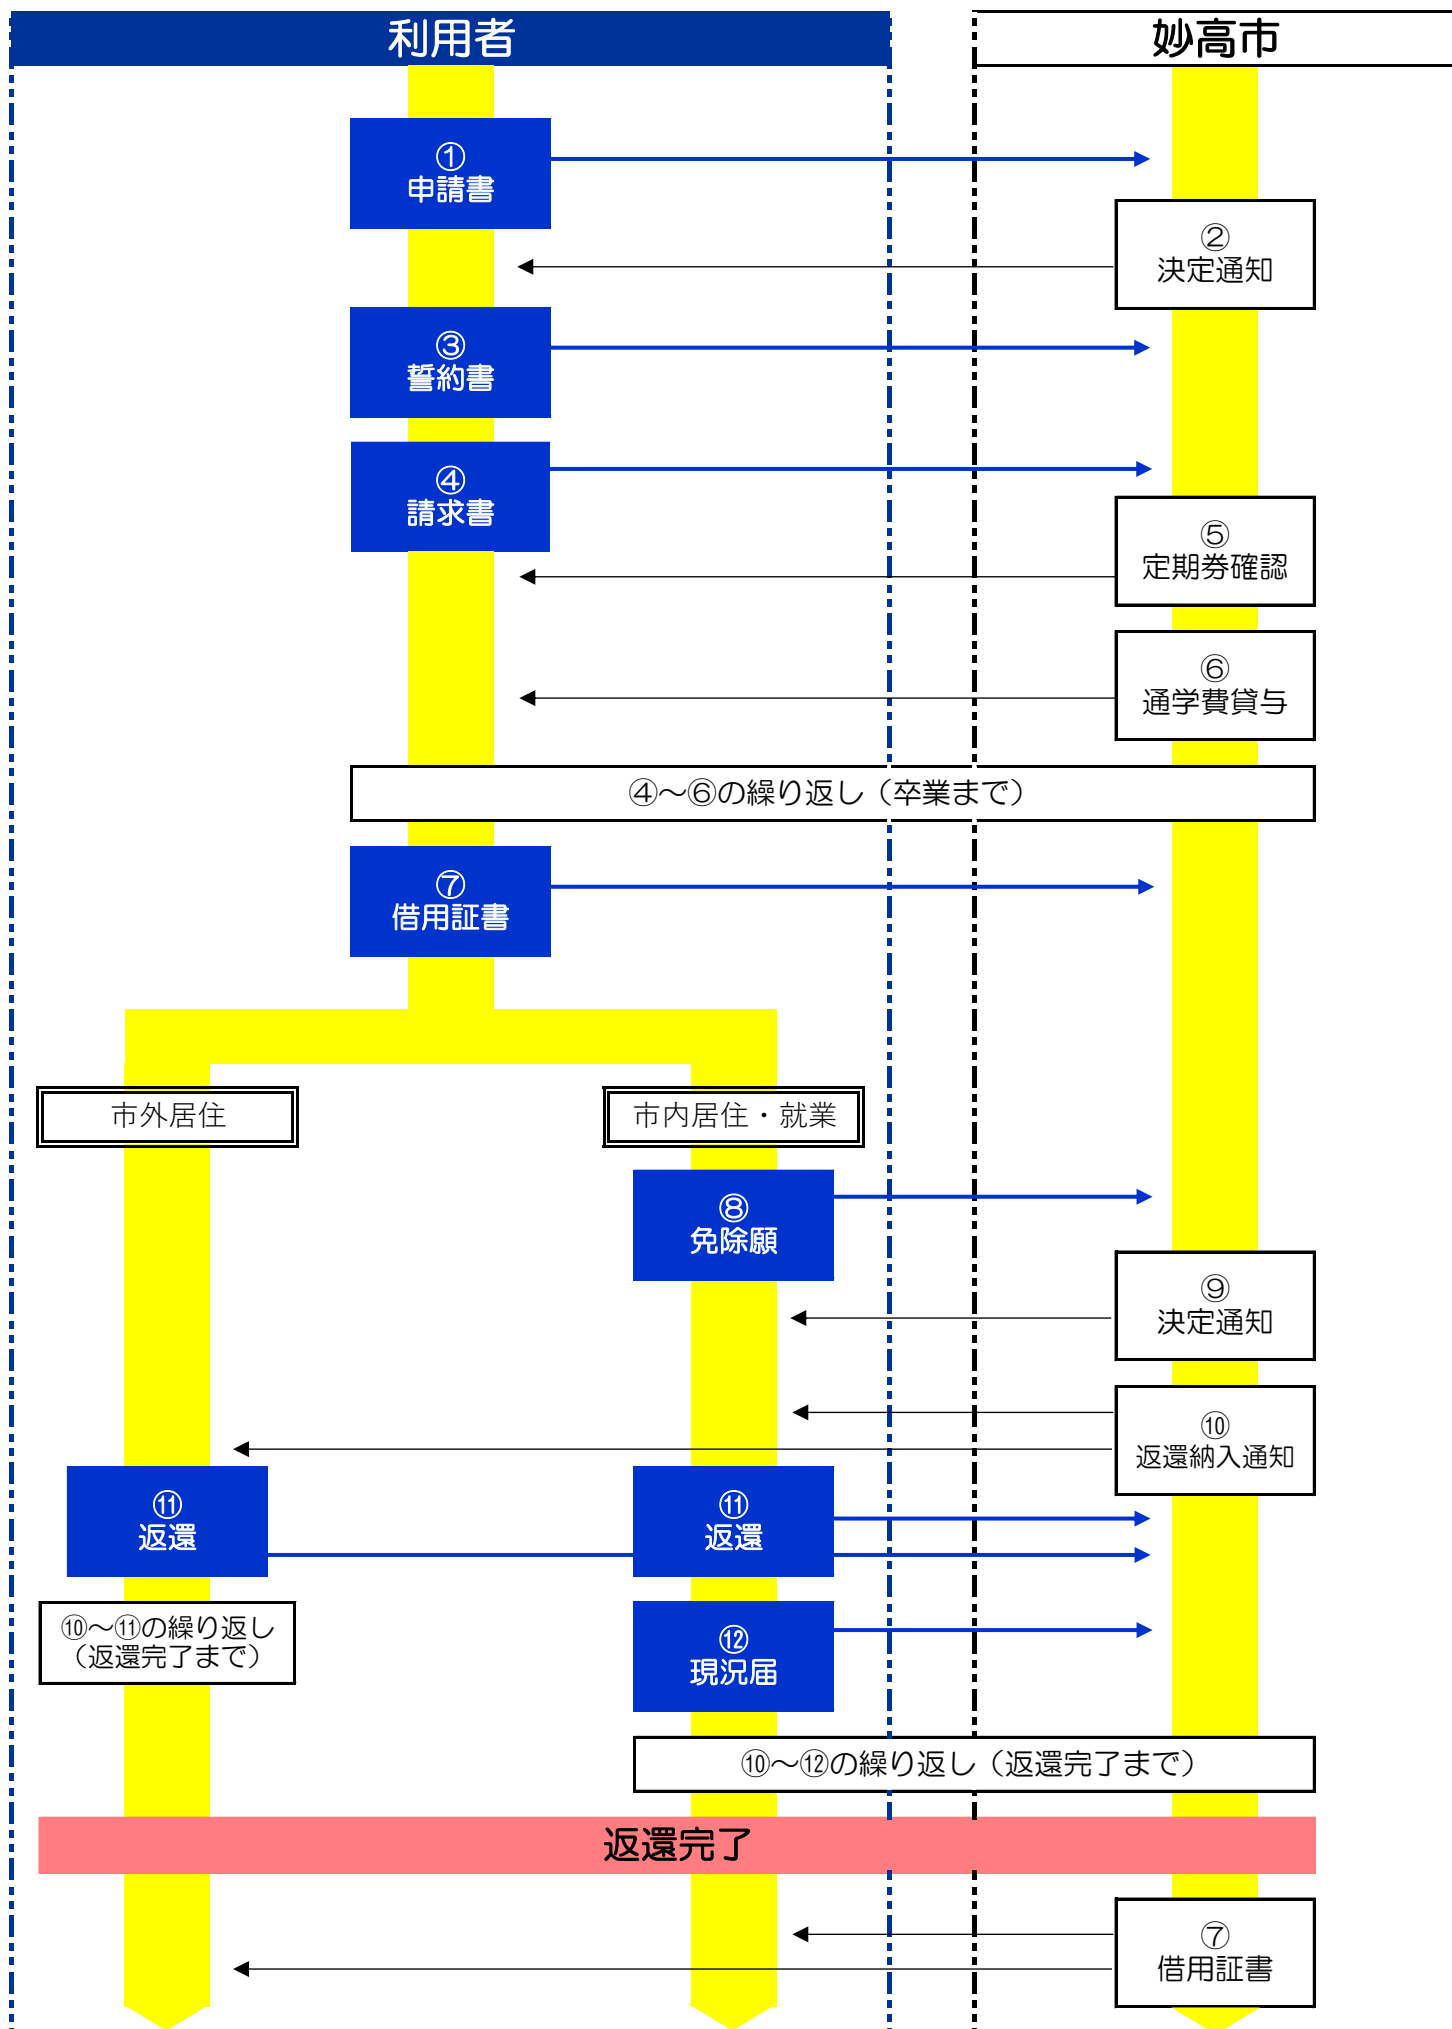 利用者
妙高市
①
申請書
②
決定通知
③
誓約書
④
請求書
⑤
定期券確認
⑥
通学費貸与
④～⑥の繰り返し（卒業まで）
⑦
借用証書
市外居住
市内居住・就業
⑧
免除願
⑨
決定通知
⑩
返還納入通知
⑪
返還
⑪
返還
⑩～⑪の繰り返し
（返還完了まで）
⑫
現況届
⑩～⑫の繰り返し（返還完了まで）
返還完了
⑦
借用証書